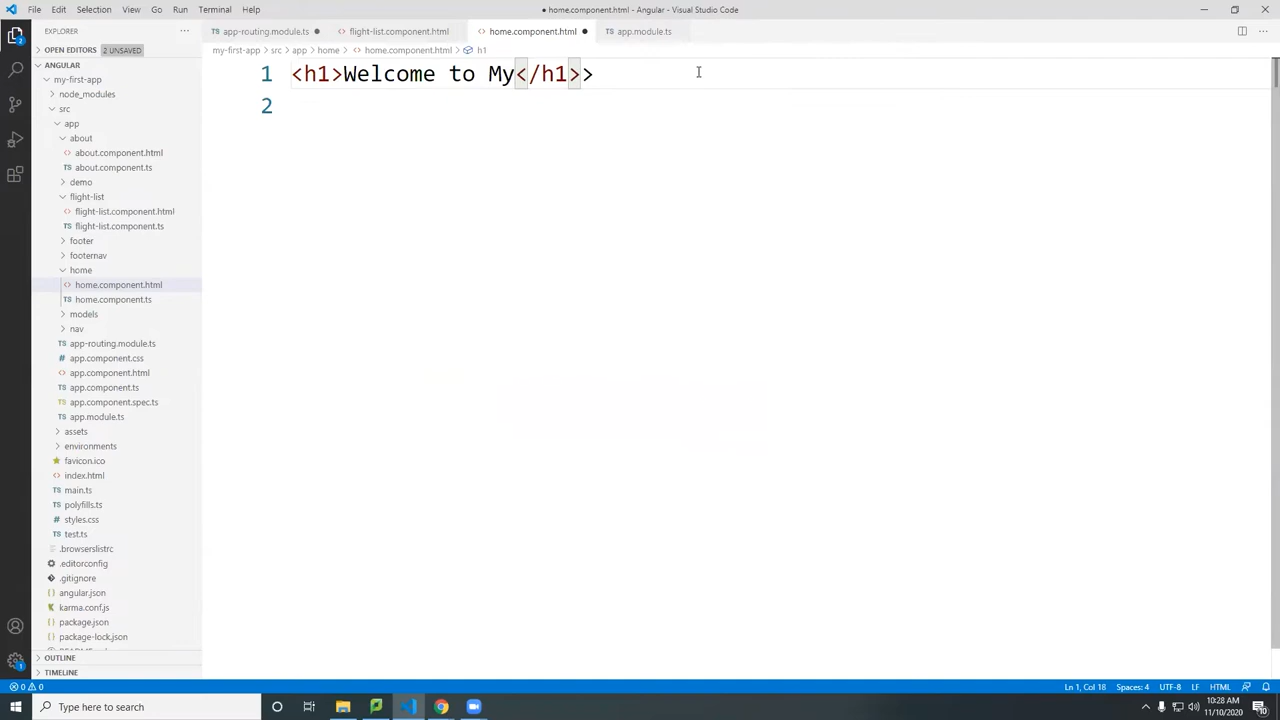 File Edit Selection View Go Run Terminal Help
● home.component.html - Angular - Visual Studio Code
EXPLORER
app-routing.module.ts
flight-list.component.html
home.component.html
app.module.ts
OPEN EDITORS 2 UNSAVED
my-first-app > src > app > home > home.component.html > h1
ANGULAR
my-first-app
node_modules
src
app
about
about.component.html
about.component.ts
demo
flight-list
flight-list.component.html
flight-list.component.ts
footer
footernav
home
home.component.html
home.component.ts
models
nav
app-routing.module.ts
app.component.css
app.component.html
app.component.ts
app.component.spec.ts
app.module.ts
assets
environments
favicon.ico
index.html
main.ts
polyfills.ts
styles.css
test.ts
.browserslistrc
.editorconfig
.gitignore
angular.json
karma.conf.js
package.json
package-lock.json
OUTLINE
TIMELINE
1 <h1>Welcome to My</h1>>
2
0 0
Ln 1, Col 18 Spaces: 4 UTF-8 LF HTML
Type here to search
10:28 AM
11/10/2020